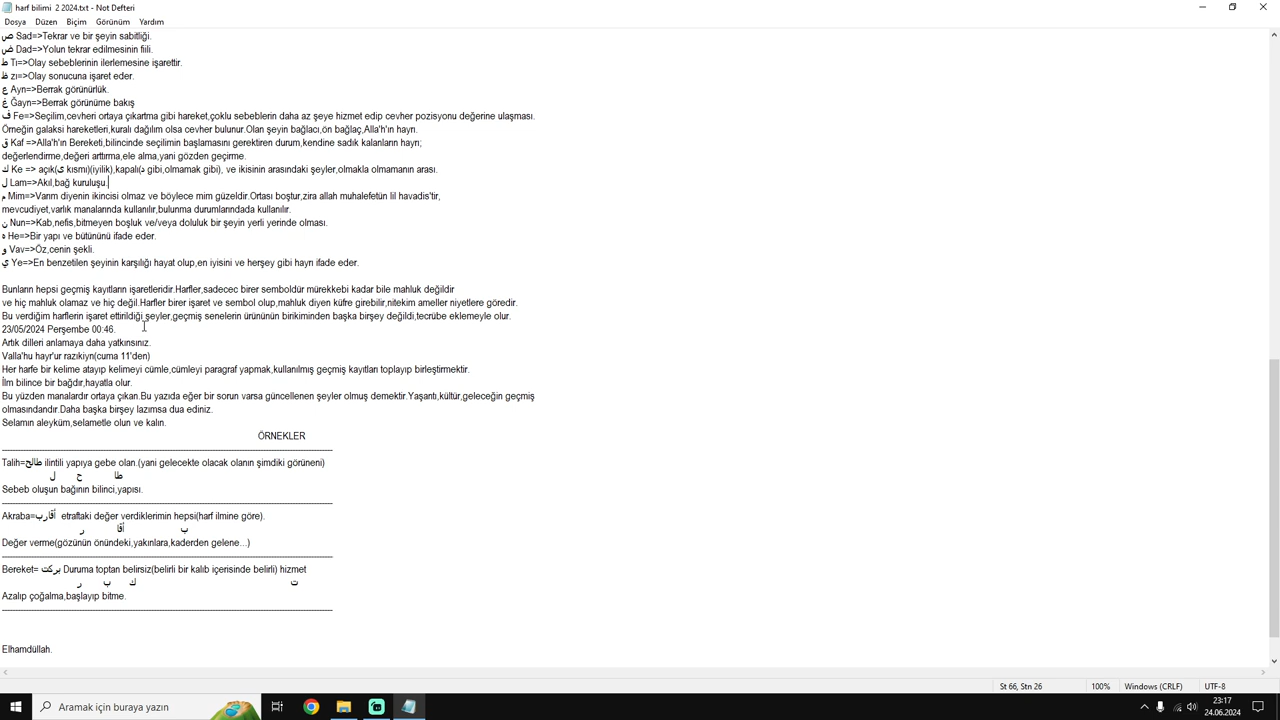 harf bilimi  2 2024.txt - Not Defteri
Dosya Düzen Biçim Görünüm Yardım
ص Sad=>Tekrar ve bir şeyin sabitliği.
ض Dad=>Yolun tekrar edilmesinin fiili.
ط Tı=>Olay sebeblerinin ilerlemesine işarettir.
ظ zı=>Olay sonucuna işaret eder.
ع Ayn=>Berrak görünürlük.
غ Ğayn=>Berrak görünüme bakış
ف Fe=>Seçilim,cevheri ortaya çıkartma gibi hareket,çoklu sebeblerin daha az şeye hizmet edip cevher pozisyonu değerine ulaşması.
Örneğin galaksi hareketleri,kuralı dağılım olsa cevher bulunur.Olan şeyin bağlacı,ön bağlaç,Alla'h'ın hayrı.
ق Kaf =>Alla'h'ın Bereketi,bilincinde seçilimin başlamasını gerektiren durum,kendine sadık kalanların hayrı;
değerlendirme,değeri arttırma,ele alma,yani gözden geçirme.
ك Ke => açık(ی kısmı)(iyilik),kapalı(د gibi,olmamak gibi), ve ikisinin arasındaki şeyler,olmakla olmamanın arası.
ل Lam=>Akıl,bağ kuruluşu.
م Mim=>Varım diyenin ikincisi olmaz ve böylece mim güzeldir.Ortası boştur,zira allah muhalefetün lil havadis'tir,
mevcudiyet,varlık manalarında kullanılır,bulunma durumlarındada kullanılır.
ن Nun=>Kab,nefis,bitmeyen boşluk ve/veya doluluk bir şeyin yerli yerinde olması.
ه He=>Bir yapı ve bütününü ifade eder.
و Vav=>Öz,cenin şekli.
ي Ye=>En benzetilen şeyinin karşılığı hayat olup,en iyisini ve herşey gibi hayrı ifade eder.
Bunların hepsi geçmiş kayıtların işaretleridir.Harfler,sadecec birer semboldür mürekkebi kadar bile mahluk değildir
ve hiç mahluk olamaz ve hiç değil.Harfler birer işaret ve sembol olup,mahluk diyen küfre girebilir,nitekim ameller niyetlere göredir.
Bu verdiğim harflerin işaret ettirildiği şeyler,geçmiş senelerin ürününün birikiminden başka birşey değildi,tecrübe eklemeyle olur.
23/05/2024 Perşembe 00:46.
Artık dilleri anlamaya daha yatkınsınız.
Valla'hu hayr'ur razıkiyn(cuma 11'den)
Her harfe bir kelime atayıp kelimeyi cümle,cümleyi paragraf yapmak,kullanılmış geçmiş kayıtları toplayıp birleştirmektir.
İlm bilince bir bağdır,hayatla olur.
Bu yüzden manalardır ortaya çıkan.Bu yazıda eğer bir sorun varsa güncellenen şeyler olmuş demektir.Yaşantı,kültür,geleceğin geçmiş
olmasındandır.Daha başka birşey lazımsa dua ediniz.
Selamın aleyküm,selametle olun ve kalın.
ÖRNEKLER
Talih=طالح ilintili yapıya gebe olan.(yani gelecekte olacak olanın şimdiki görüneni)
ل ح طا
Sebeb oluşun bağının bilinci,yapısı.
Akraba=أقارب etraftaki değer verdiklerimin hepsi(harf ilmine göre).
ر أقا ب
Değer verme(gözünün önündeki,yakınlara,kaderden gelene...)
Bereket= بركت Duruma toptan belirsiz(belirli bir kalıb içerisinde belirli) hizmet
ر ب ك ت
Azalıp çoğalma,başlayıp bitme.
Elhamdüllah.
St 66, Stn 26 100% Windows (CRLF) UTF-8
Aramak için buraya yazın
23:17
24.06.2024